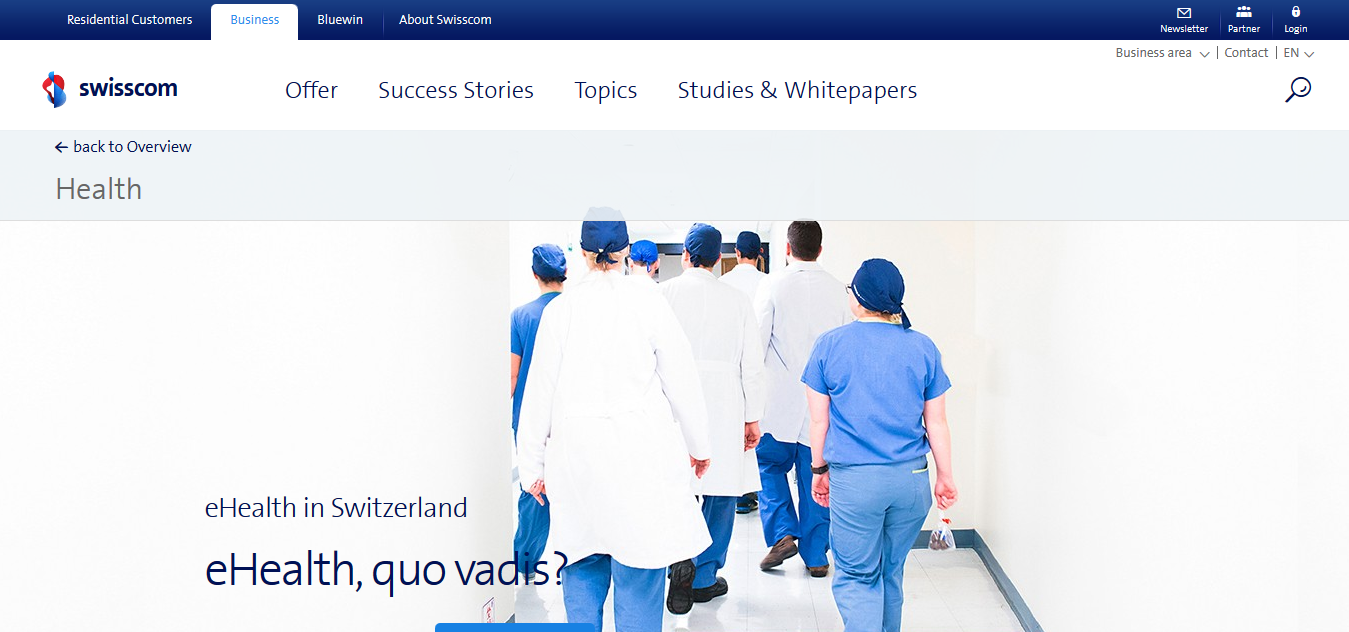 Residential Customers Business Bluewin About Swisscom Newsletter Partner Login
Business area Contact EN
swisscom Offer Success Stories Topics Studies & Whitepapers
back to Overview
Health
eHealth in Switzerland
eHealth, quo vadis?